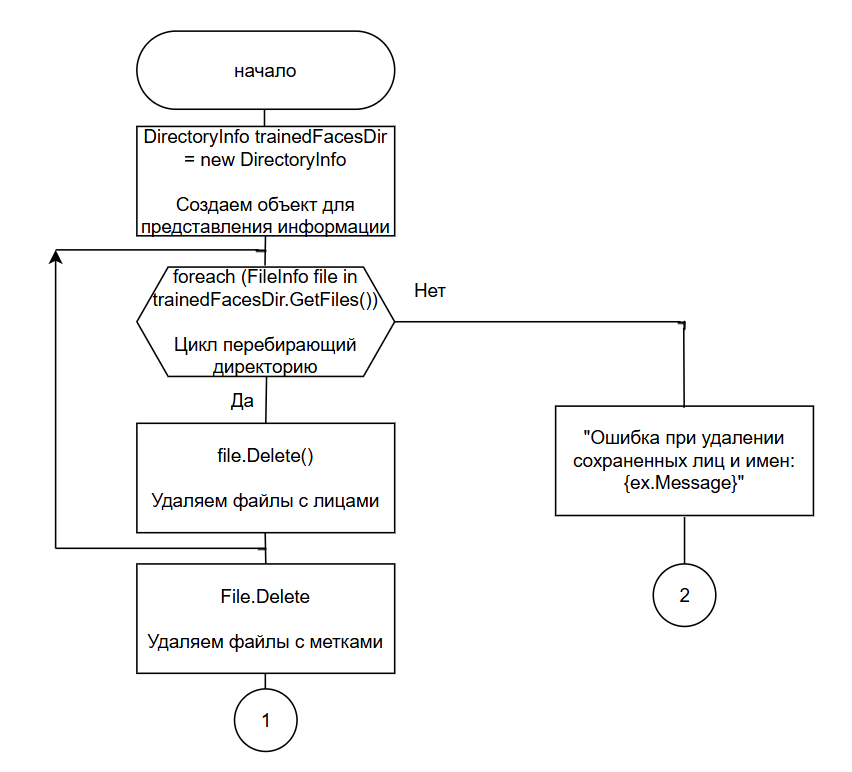 начало
DirectoryInfo trainedFacesDir
= new DirectoryInfo
Создаем объект для
представления информации
foreach (FileInfo file in
trainedFacesDir.GetFiles())
Цикл перебирающий
директорию
Нет
Да
file.Delete()
Удаляем файлы с лицами
"Ошибка при удалении
сохраненных лиц и имен:
{ex.Message}"
File.Delete
Удаляем файлы с метками
2
1